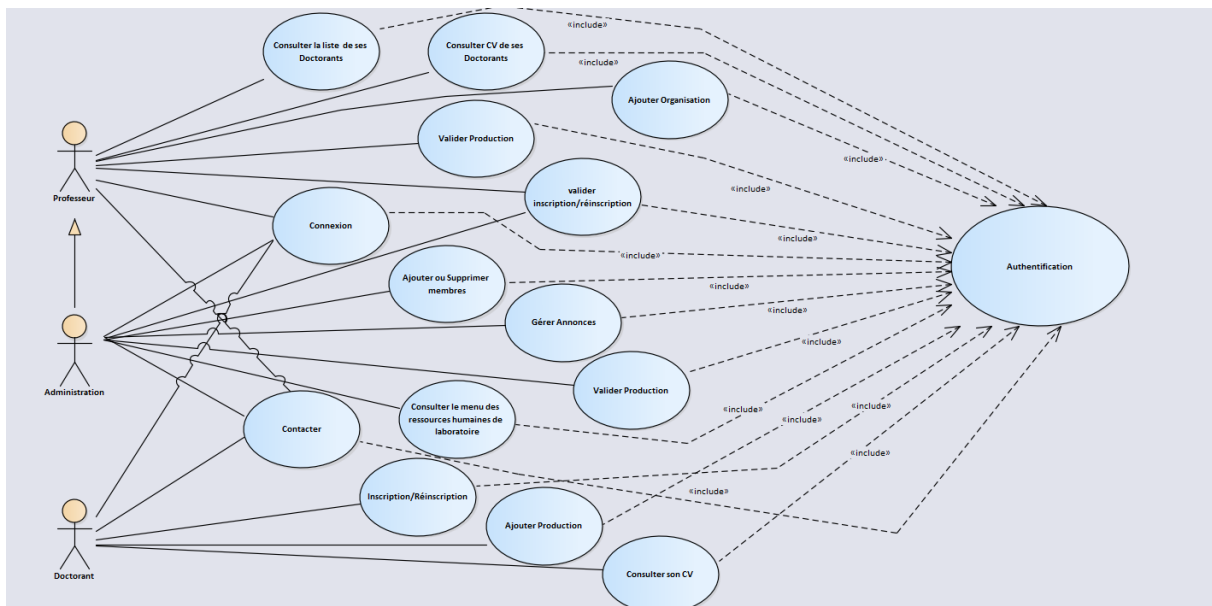 «include»
Consulter la liste de ses
Doctorants
Consulter CV de ses
Doctorants
«include»
Ajouter Organisation
Valider Production
«include»
«include»
Professeur
valider
inscription/réinscription
Connexion
«include»
«include»
Authentification
Ajouter ou Supprimer
membres
«include»
«include»
Gérer Annonces
«include»
Administration
Valider Production
Consulter le menu des
ressources humaines de
laboratoire
«include»
«include»
«include»
Contacter
«include»
Inscription/Réinscription
«include»
Ajouter Production
Doctorant
Consulter son CV